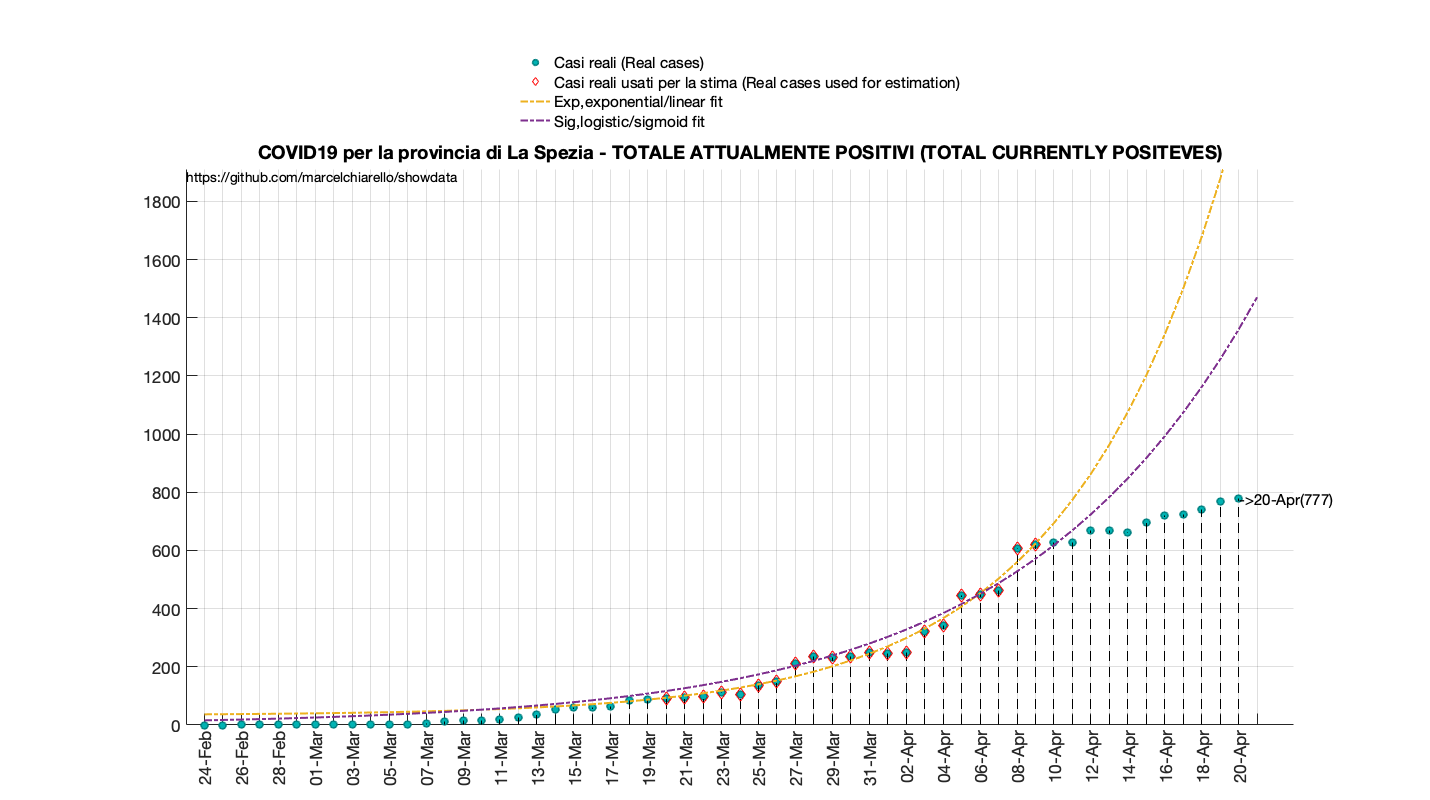 Casi reali (Real cases)
Casi reali usati per la stima (Real cases used for estimation)
Exp,exponential/linear fit
Sig,logistic/sigmoid fit
COVID19 per la provincia di La Spezia - TOTALE ATTUALMENTE POSITIVI (TOTAL CURRENTLY POSITEVES)
https://github.com/marcelchiarello/showdata
1800
1600
1400
1200
1000
800
600
400
200
0
->20-Apr(777)
24-Feb
26-Feb
28-Feb
01-Mar
03-Mar
05-Mar
07-Mar
09-Mar
11-Mar
13-Mar
15-Mar
17-Mar
19-Mar
21-Mar
23-Mar
25-Mar
27-Mar
29-Mar
31-Mar
02-Apr
04-Apr
06-Apr
08-Apr
10-Apr
12-Apr
14-Apr
16-Apr
18-Apr
20-Apr